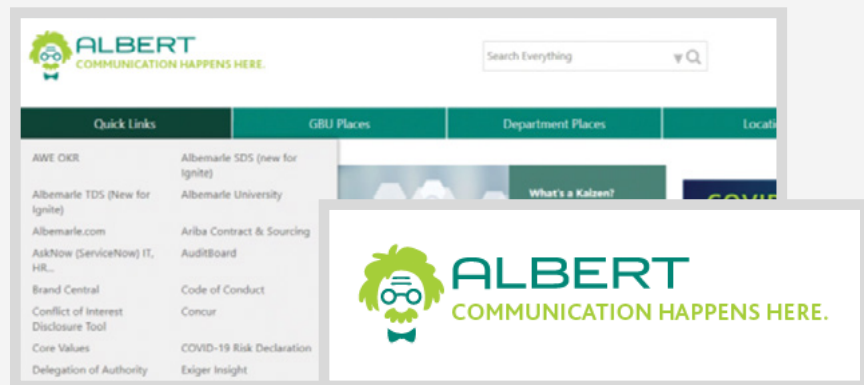 ALBERT
COMMUNICATION HAPPENS HERE.
Search Everything
Quick Links
GBU Places
Department Places
Locati
AWE OKR
Albemarle SDS (new for
Ignite)
Albemarle TDS (New for
Ignite)
Albemarle University
Albemarle.com
Ariba Contract & Sourcing
AskNow (ServiceNow) IT,
HR...
AuditBoard
Brand Central
Code of Conduct
Conflict of Interest
Disclosure Tool
Concur
Core Values
COVID-19 Risk Declaration
Delegation of Authority
Exiger Insight
What's a Kaizen?
ALBERT
COMMUNICATION HAPPENS HERE.